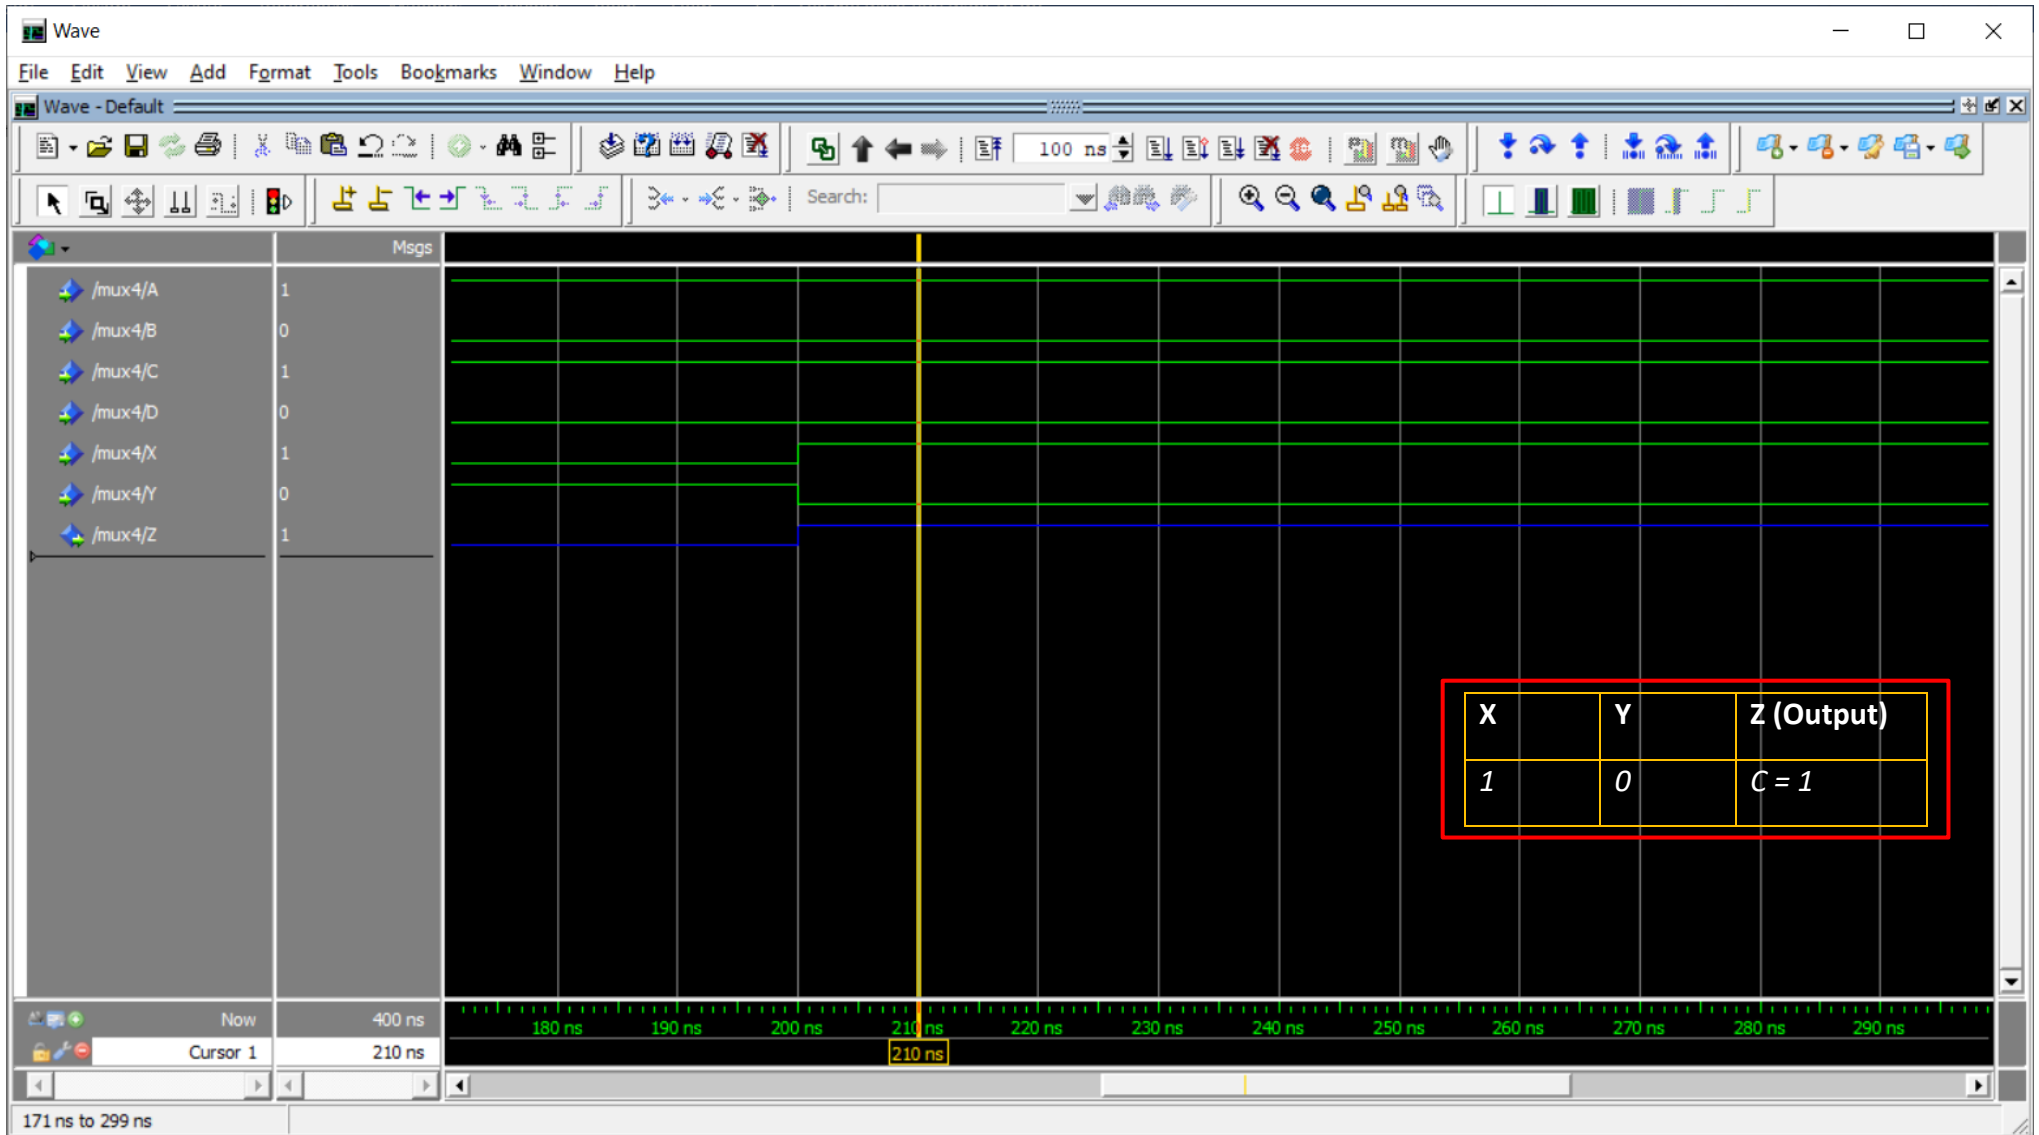 Wave
File Edit View Add Format Tools Bookmarks Window Help
Wave - Default
100 ns
Search:
Msgs
/mux4/A 1
/mux4/B 0
/mux4/C 1
/mux4/D 0
/mux4/X 1
/mux4/Y 0
/mux4/Z 1
X Y Z (Output)
1 0 C = 1
Now 400 ns
180 ns 190 ns 200 ns 210 ns 220 ns 230 ns 240 ns 250 ns 260 ns 270 ns 280 ns 290 ns
Cursor 1 210 ns
210 ns
171 ns to 299 ns